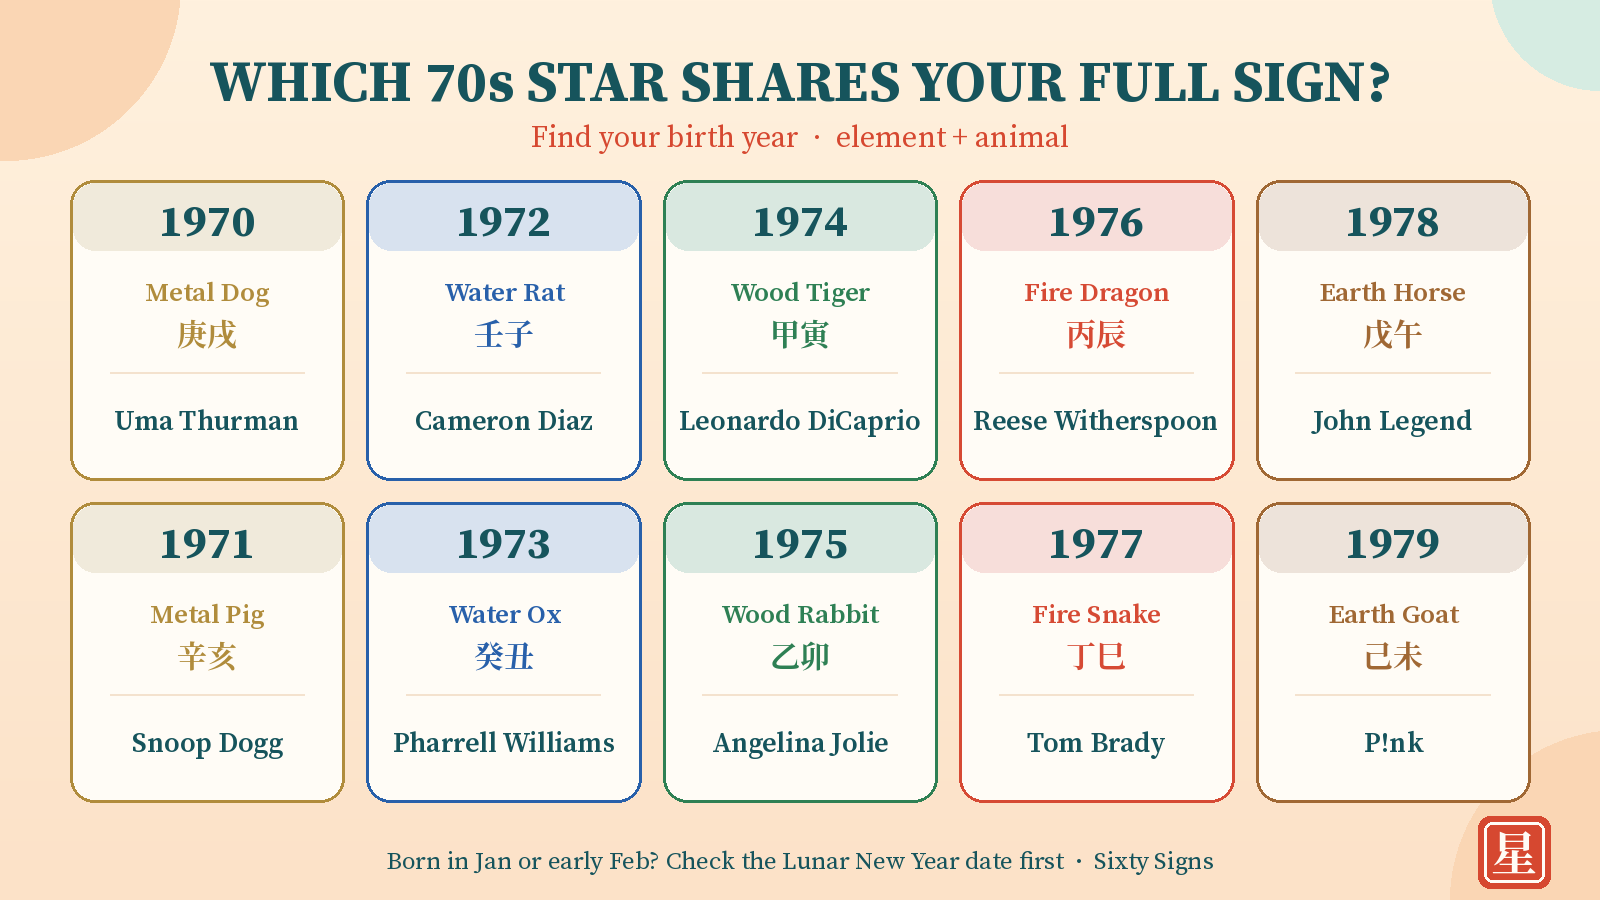 WHICH 70s STAR SHARES YOUR FULL SIGN?
Find your birth year · element + animal
1970
Metal Dog
庚戌
Uma Thurman
1972
Water Rat
壬子
Cameron Diaz
1974
Wood Tiger
甲寅
Leonardo DiCaprio
1976
Fire Dragon
丙辰
Reese Witherspoon
1978
Earth Horse
戊午
John Legend
1971
Metal Pig
辛亥
Snoop Dogg
1973
Water Ox
癸丑
Pharrell Williams
1975
Wood Rabbit
乙卯
Angelina Jolie
1977
Fire Snake
丁巳
Tom Brady
1979
Earth Goat
己未
P!nk
Born in Jan or early Feb? Check the Lunar New Year date first · Sixty Signs
星